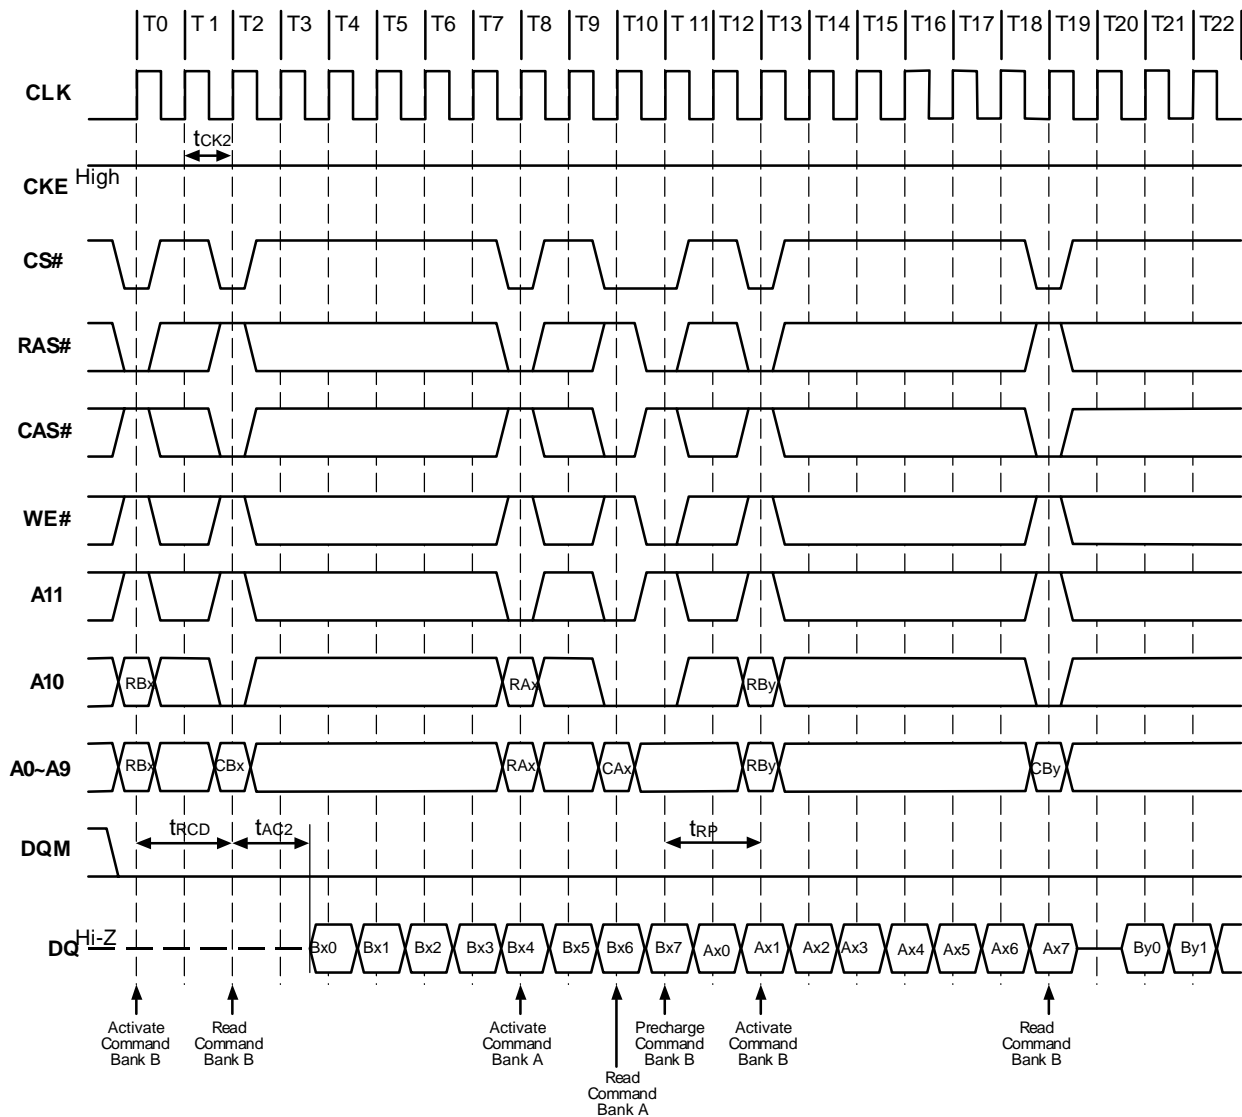 T0 T 1 T2 T3 T4 T5 T6 T7 T8 T9 T10 T 11 T12 T13 T14 T15 T16 T17 T18 T19 T20 T21 T22
CLK
tCK2
CKE High
CS#
RAS#
CAS#
WE#
A11
A10 RBx RAx RBy
A0~A9 RBx CBx RAx CAx RBy CBy
DQM tRCD tAC2 tRP
DQ Hi-Z Bx0 Bx1 Bx2 Bx3 Bx4 Bx5 Bx6 Bx7 Ax0 Ax1 Ax2 Ax3 Ax4 Ax5 Ax6 Ax7 By0 By1
Activate
Command
Bank B
Read
Command
Bank B
Activate
Command
Bank A
Read
Command
Bank A
Precharge
Command
Bank B
Activate
Command
Bank B
Read
Command
Bank B